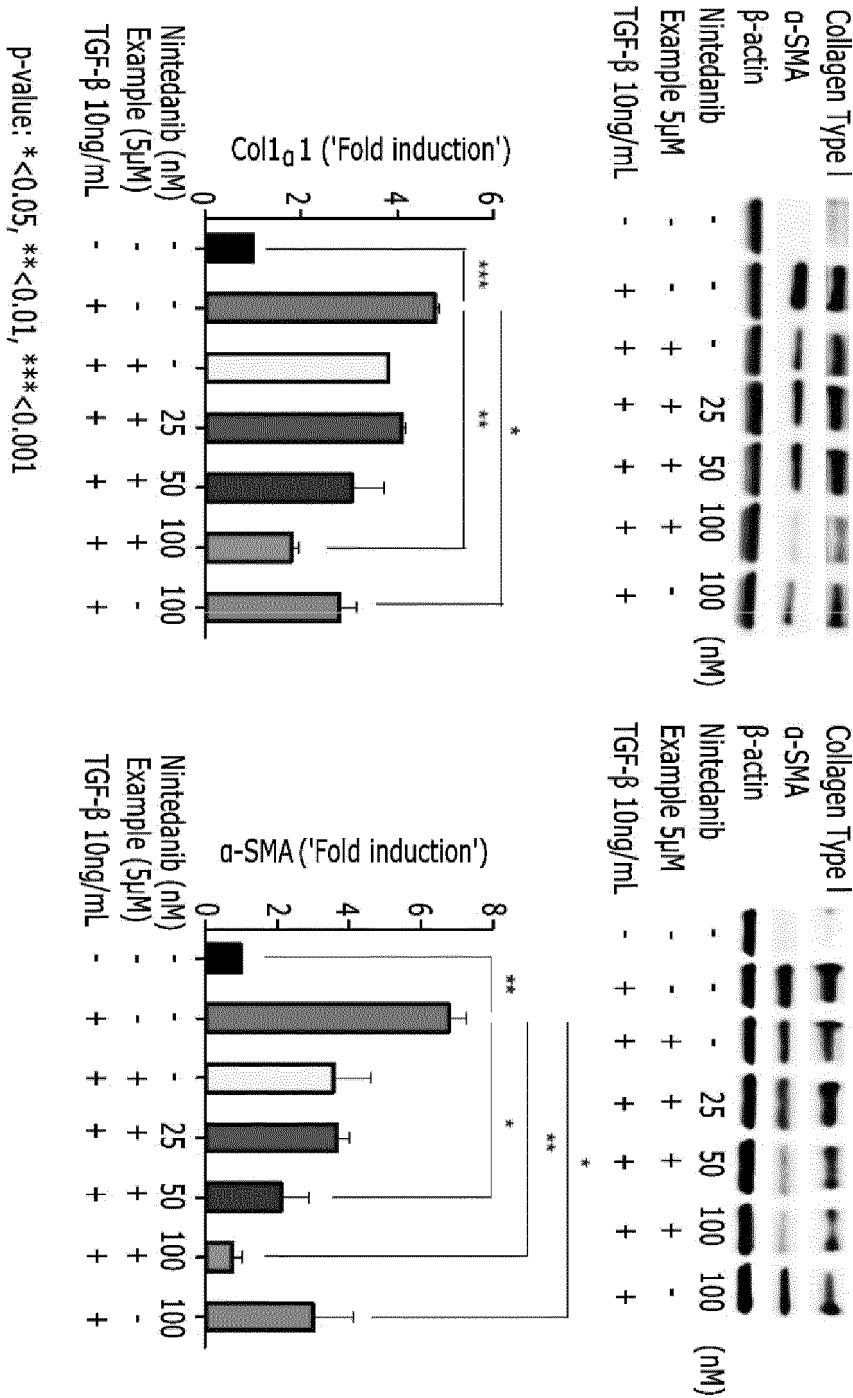 Collagen Type I
α-SMA
β-actin
Nintedanib - - - 25 50 100 100 (nM)
Example 5μM - - + + + + -
TGF-β 10ng/mL - + + + + + +
Collagen Type I
α-SMA
β-actin
Nintedanib - - - 25 50 100 100 (nM)
Example 5μM - - + + + + -
TGF-β 10ng/mL - + + + + + +
Col1α1 ('Fold induction')
6
4
2
0
*
***
**
Nintedanib (nM) - - - 25 50 100 100
Example (5μM) - - + + + + -
TGF-β 10ng/mL - + + + + + +
α-SMA ('Fold induction')
8
6
4
2
0
*
**
**
*
Nintedanib (nM) - - - 25 50 100 100
Example (5μM) - - + + + + -
TGF-β 10ng/mL - + + + + + +
p-value: *<0.05, **<0.01, ***<0.001